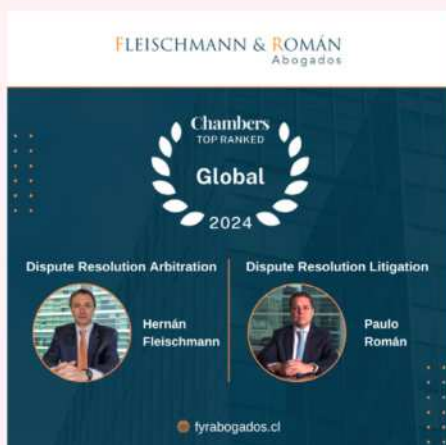 FLEISCHMANN & ROMÁN
Abogados
Chambers
TOP RANKED
Global
2024
Dispute Resolution Arbitration
Hernán
Fleischmann
Dispute Resolution Litigation
Paulo
Román
fyrabogados.cl